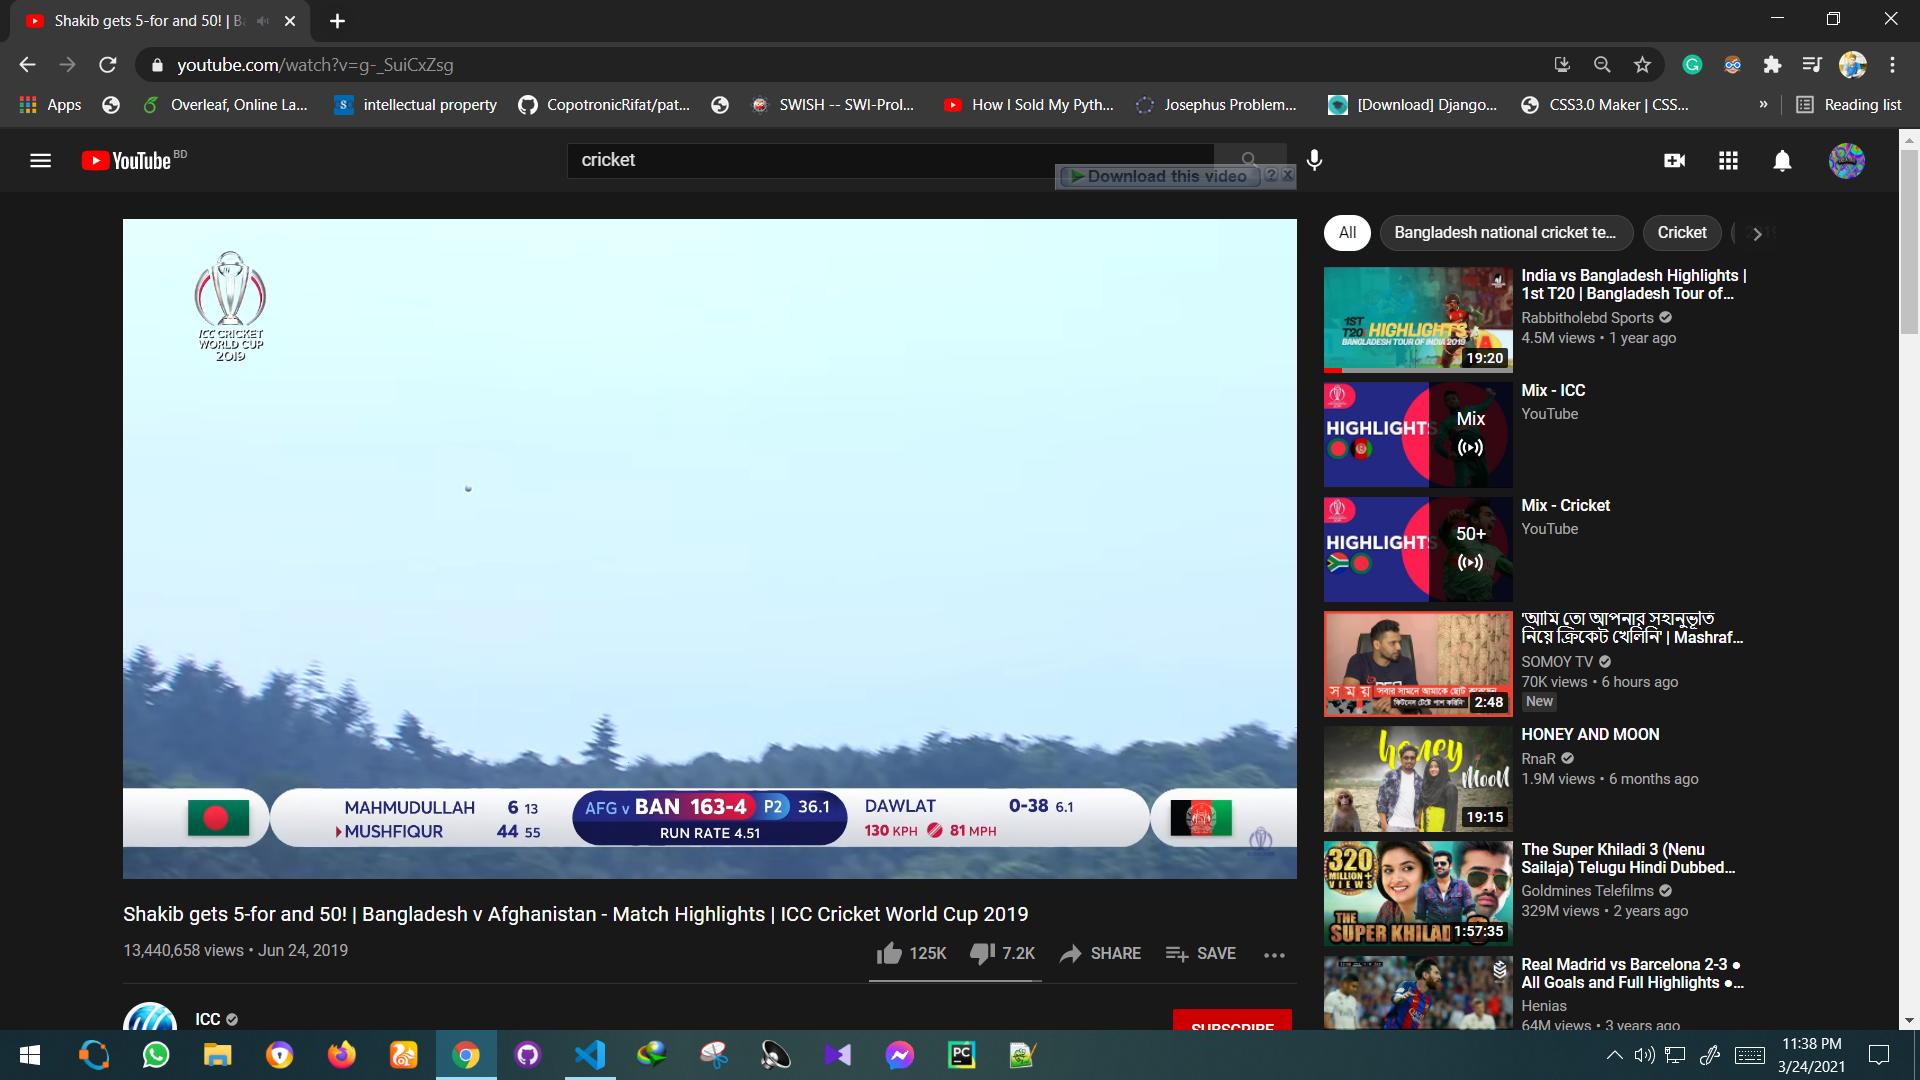 Shakib gets 5-for and 50! | Ba
youtube.com/watch?v=g-_SuiCxZsg
Apps
Overleaf, Online La...
intellectual property
CopotronicRifat/pat...
SWISH -- SWI-Prol...
How I Sold My Pyth...
Josephus Problem...
[Download] Django...
CSS3.0 Maker | CSS...
»
Reading list
YouTube BD
cricket
Download this video ? X
ICC CRICKET
WORLD CUP
2019
MAHMUDULLAH 6 13
MUSHFIQUR 44 55
AFG v BAN 163-4 P2 36.1
RUN RATE 4.51
DAWLAT 0-38 6.1
130 KPH 81 MPH
Shakib gets 5-for and 50! | Bangladesh v Afghanistan - Match Highlights | ICC Cricket World Cup 2019
13,440,658 views • Jun 24, 2019
125K
7.2K
SHARE
SAVE
ICC
SUBSCRIBE
All
Bangladesh national cricket te...
Cricket
1ST
T20 HIGHLIGHTS
BANGLADESH TOUR OF INDIA 2019
19:20
India vs Bangladesh Highlights |
1st T20 | Bangladesh Tour of...
Rabbitholebd Sports
4.5M views • 1 year ago
HIGHLIGHTS
Mix
Mix - ICC
YouTube
HIGHLIGHTS
50+
Mix - Cricket
YouTube
সময়
2:48
'আমি তো আপনার সহানুভূতি
নিয়ে ক্রিকেট খেলিনি' | Mashraf...
SOMOY TV
70K views • 6 hours ago
New
honey
Moon
19:15
HONEY AND MOON
RnaR
1.9M views • 6 months ago
320
MILLION+
VIEWS
THE
SUPER KHILADI
1:57:35
The Super Khiladi 3 (Nenu
Sailaja) Telugu Hindi Dubbed...
Goldmines Telefilms
329M views • 2 years ago
Real Madrid vs Barcelona 2-3 ●
All Goals and Full Highlights ●...
Henias
64M views • 3 years ago
PC
11:38 PM
3/24/2021